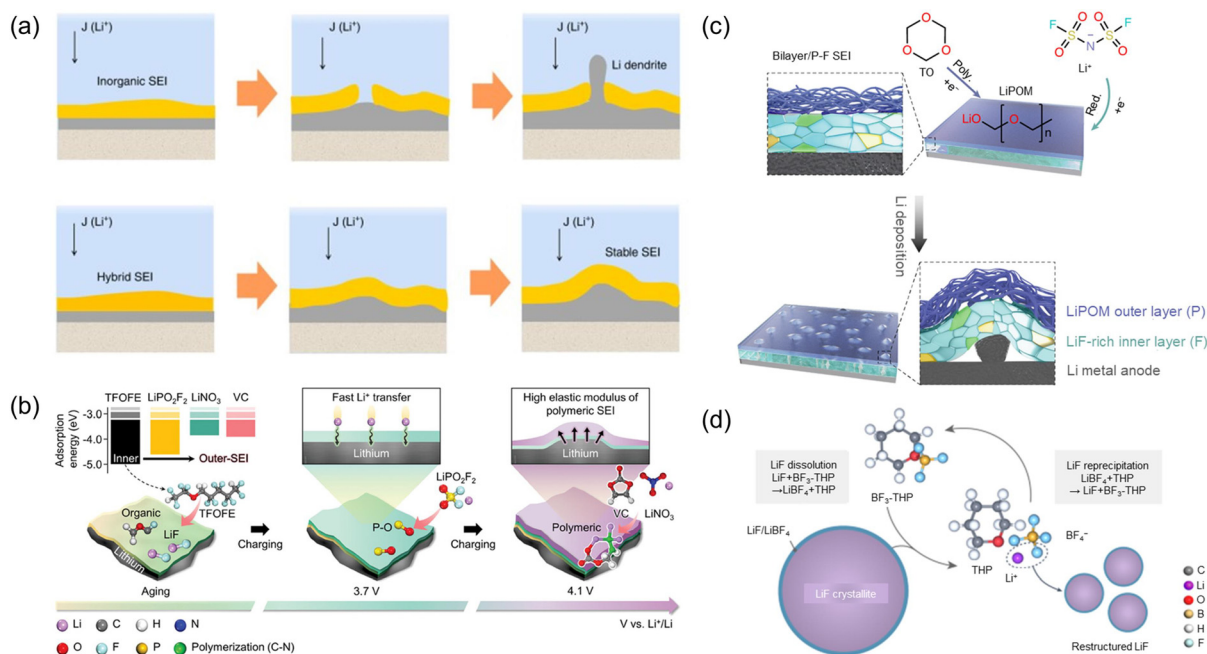 (a)
J (Li⁺)
Inorganic SEI
J (Li⁺)
J (Li⁺)
Li dendrite
J (Li⁺)
Hybrid SEI
J (Li⁺)
J (Li⁺)
Stable SEI
(b)
TFOFE LiPO₂F₂ LiNO₃ VC
Adsorption
energy (eV)
-3.0
-4.0
-5.0
Inner
Outer-SEI
TFOFE
Organic
LiF
Lithium
Aging
Charging
Fast Li⁺ transfer
Lithium
LiPO₂F₂
P-O
3.7 V
Charging
High elastic modulus of
polymeric SEI
Lithium
VC
LiNO₃
Polymeric
4.1 V
V vs. Li⁺/Li
Li C H N
O F P Polymerization (C-N)
(c)
Bilayer/P-F SEI
O
O O
TO
Poly.
+e⁻
F O O O O F
S N S
−
Li⁺
Red.
+e⁻
LiPOM
LiO O n
Li deposition
LiPOM outer layer (P)
LiF-rich inner layer (F)
Li metal anode
(d)
LiF dissolution
LiF+BF₃-THP
→LiBF₄+THP
BF₃-THP
LiF reprecipitation
LiBF₄+THP
→ LiF+BF₃-THP
LiF/LiBF₄
LiF crystallite
THP
Li⁺
BF₄⁻
Restructured LiF
C
Li
O
B
H
F